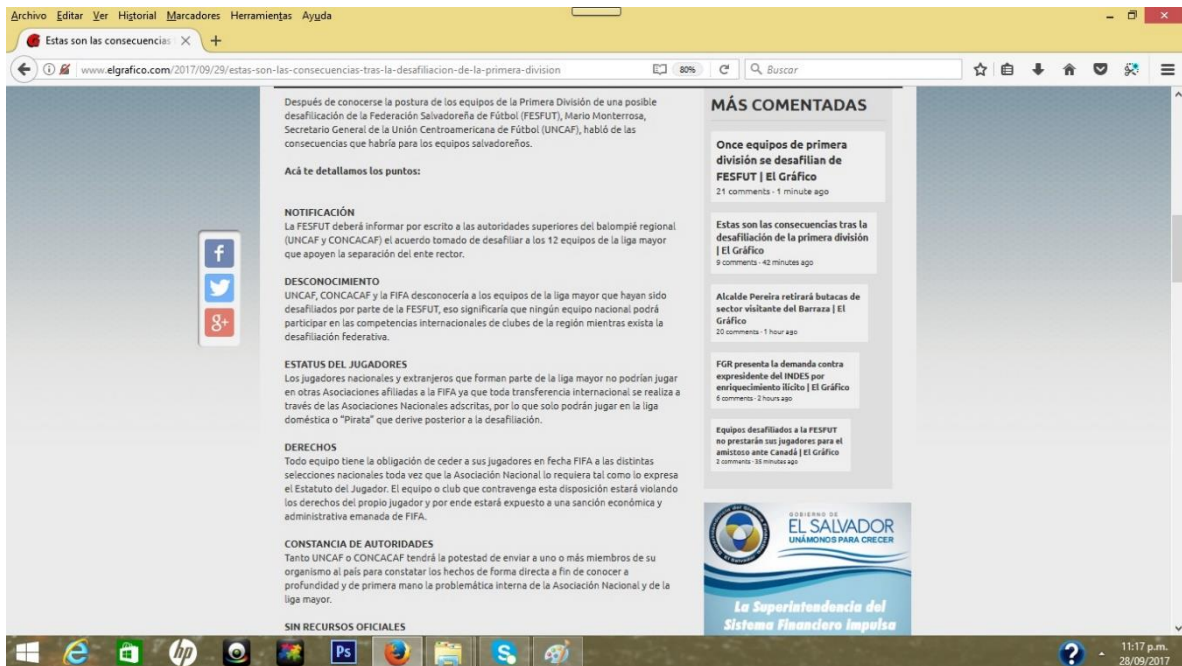 Archivo Editar Ver Historial Marcadores Herramientas Ayuda
Estas son las consecuencias
www.elgrafico.com/2017/09/29/estas-son-las-consecuencias-tras-la-desafiliacion-de-la-primera-division
80%
Buscar
Después de conocerse la postura de los equipos de la Primera División de una posible
desafilicación de la Federación Salvadoreña de Fútbol (FESFUT), Mario Monterrosa,
Secretario General de la Unión Centroamericana de Fútbol (UNCAF), habló de las
consecuencias que habría para los equipos salvadoreños.
Acá te detallamos los puntos:
NOTIFICACIÓN
La FESFUT deberá informar por escrito a las autoridades superiores del balompié regional
(UNCAF y CONCACAF) el acuerdo tomado de desafiliar a los 12 equipos de la liga mayor
que apoyen la separación del ente rector.
DESCONOCIMIENTO
UNCAF, CONCACAF y la FIFA desconocería a los equipos de la liga mayor que hayan sido
desafiliados por parte de la FESFUT, eso significaría que ningún equipo nacional podrá
participar en las competencias internacionales de clubes de la región mientras exista la
desafiliación federativa.
ESTATUS DEL JUGADORES
Los jugadores nacionales y extranjeros que forman parte de la liga mayor no podrían jugar
en otras Asociaciones afiliadas a la FIFA ya que toda transferencia internacional se realiza a
través de las Asociaciones Nacionales adscritas, por lo que solo podrán jugar en la liga
doméstica o "Pirata" que derive posterior a la desafiliación.
DERECHOS
Todo equipo tiene la obligación de ceder a sus jugadores en fecha FIFA a las distintas
selecciones nacionales toda vez que la Asociación Nacional lo requiera tal como lo expresa
el Estatuto del Jugador. El equipo o club que contravenga esta disposición estará violando
los derechos del propio jugador y por ende estará expuesto a una sanción económica y
administrativa emanada de FIFA.
CONSTANCIA DE AUTORIDADES
Tanto UNCAF o CONCACAF tendrá la potestad de enviar a uno o más miembros de su
organismo al país para constatar los hechos de forma directa a fin de conocer a
profundidad y de primera mano la problemática interna de la Asociación Nacional y de la
liga mayor.
SIN RECURSOS OFICIALES
MÁS COMENTADAS
Once equipos de primera
división se desafilian de
FESFUT | El Gráfico
21 comments · 1 minute ago
Estas son las consecuencias tras la
desafiliación de la primera división
| El Gráfico
9 comments · 42 minutes ago
Alcalde Pereira retirará butacas de
sector visitante del Barraza | El
Gráfico
20 comments · 1 hour ago
FGR presenta la demanda contra
expresidente del INDES por
enriquecimiento ilícito | El Gráfico
6 comments · 2 hours ago
Equipos desafiliados a la FESFUT
no prestarán sus jugadores para el
amistoso ante Canadá | El Gráfico
2 comments · 35 minutes ago
GOBIERNO DE
EL SALVADOR
UNÁMONOS PARA CRECER
La Superintendencia del
Sistema Financiero impulsa
f
8+
hp
Ps
S
11:17 p.m.
28/09/2017